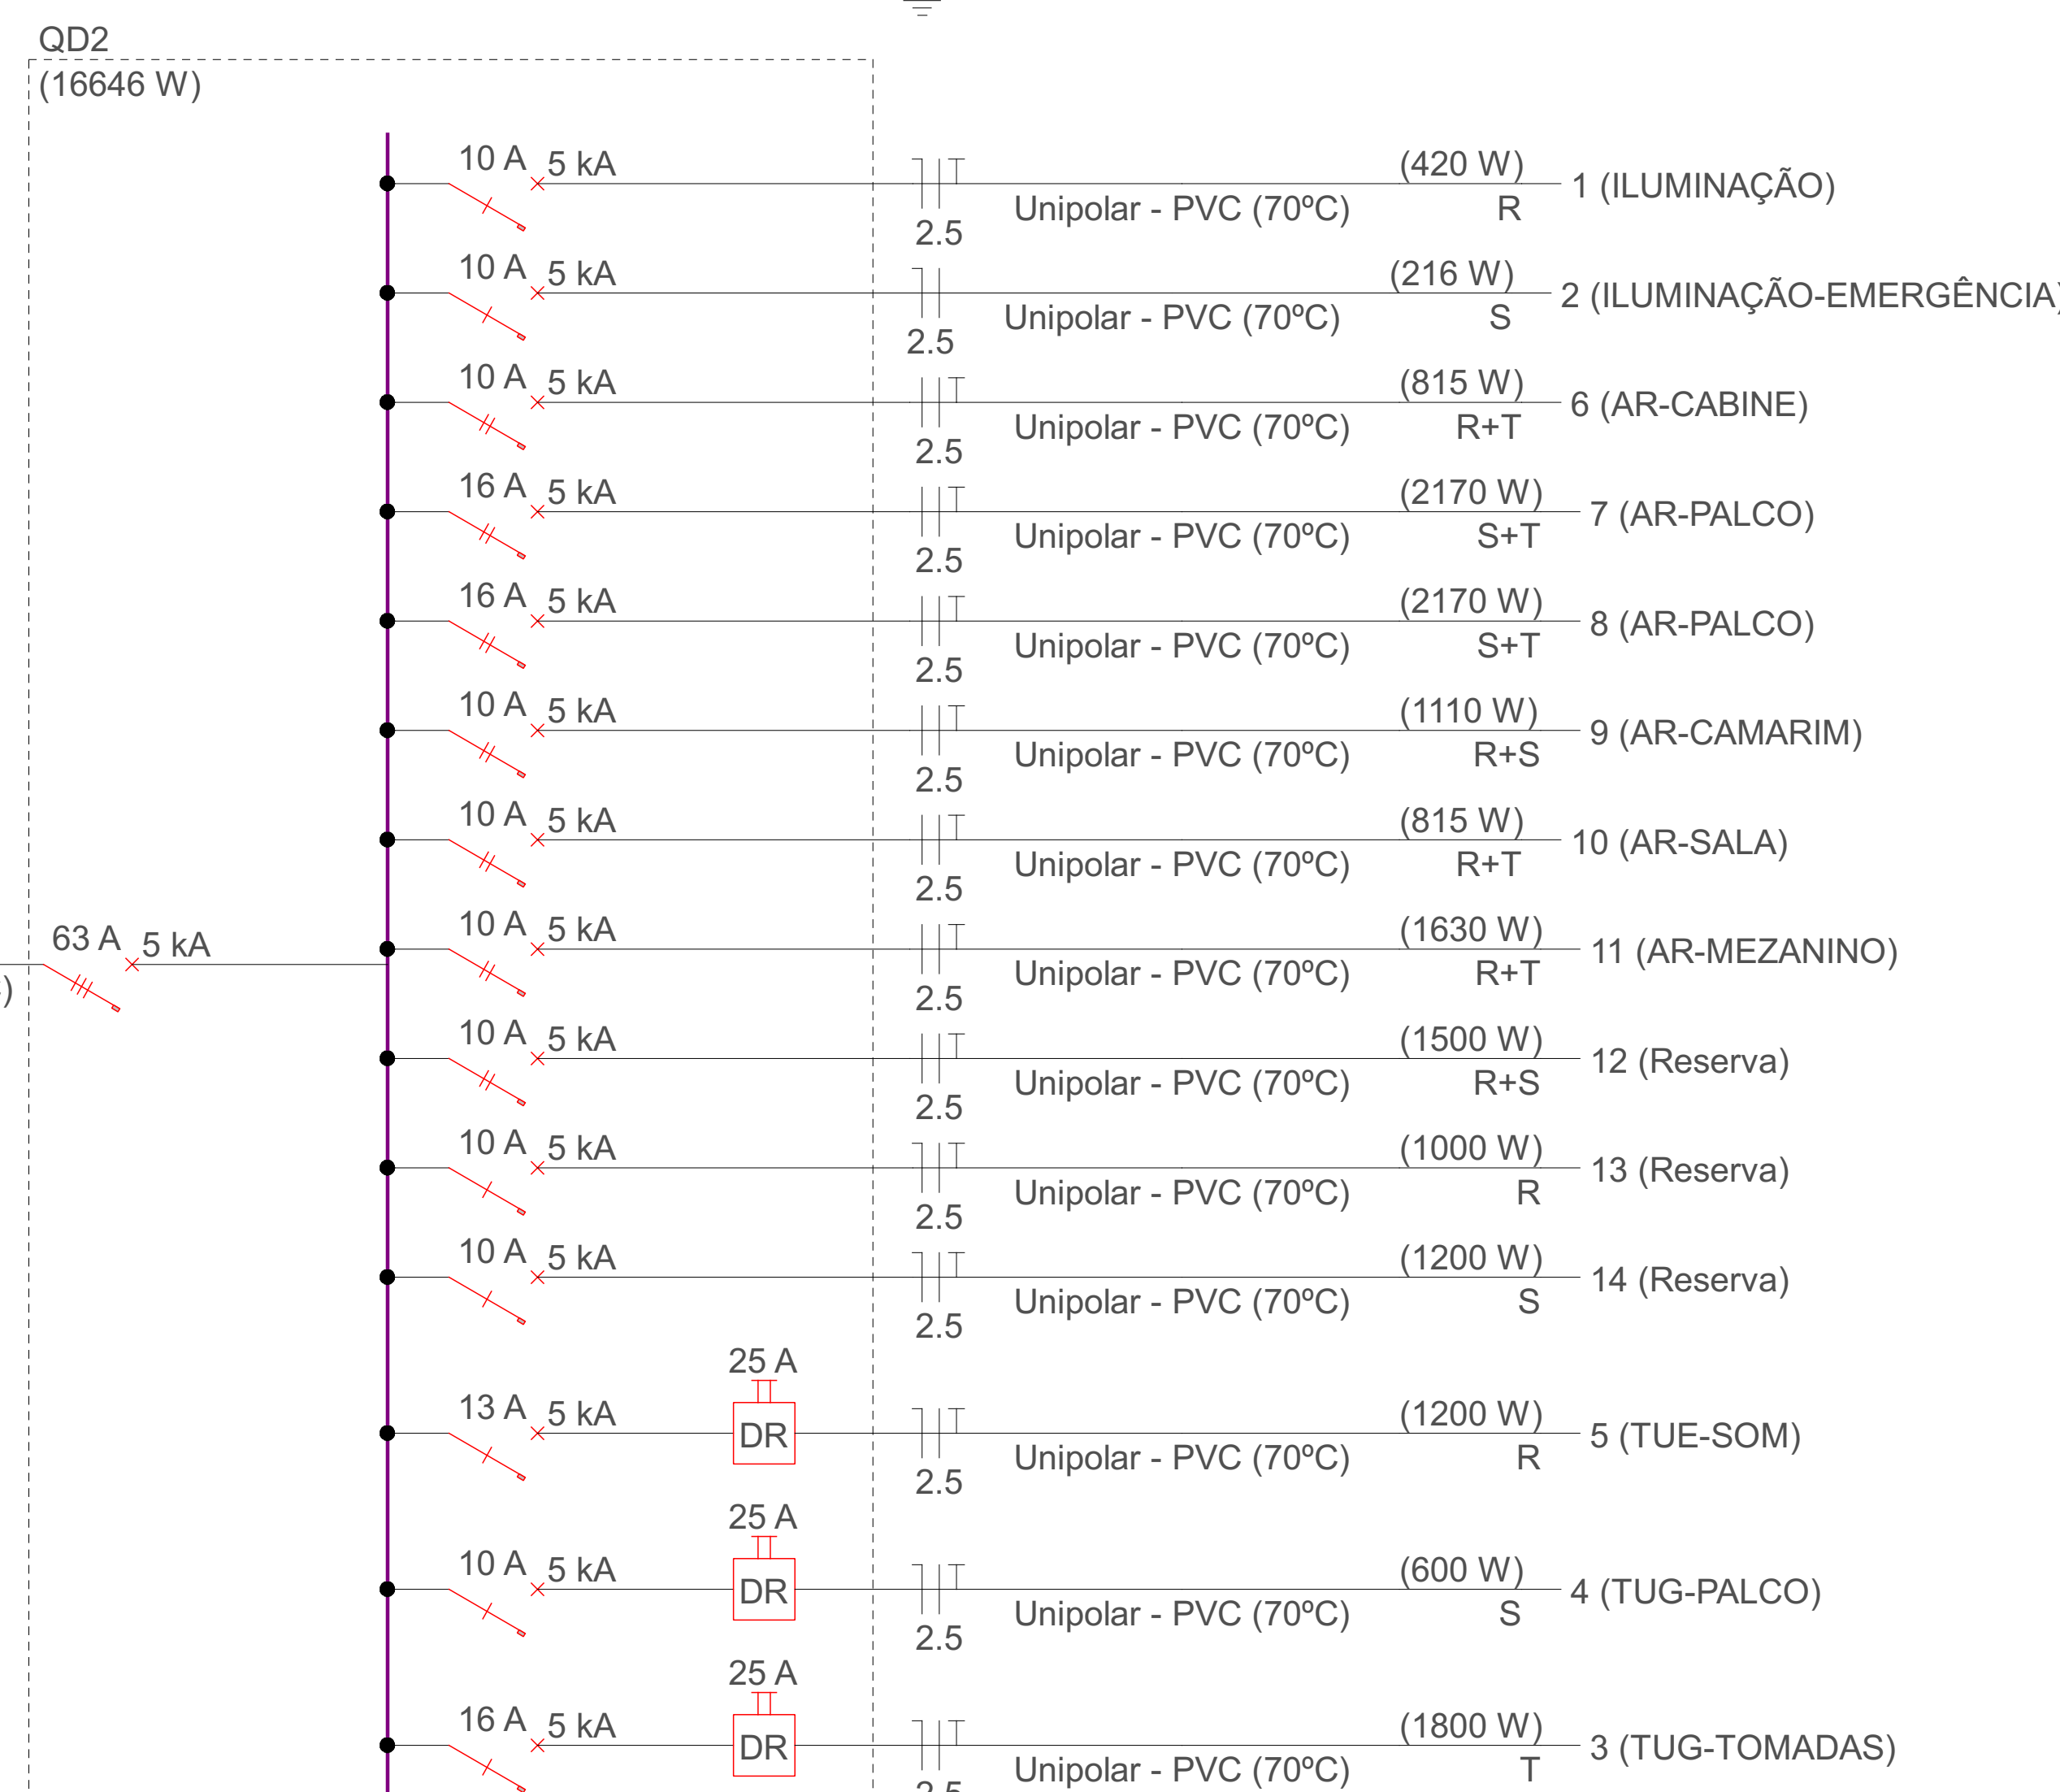 QD2
(16646 W)
10 A 5 kA (420 W) 1 (ILUMINAÇÃO)
Unipolar - PVC (70ºC) R
2.5
10 A 5 kA (216 W) 2 (ILUMINAÇÃO-EMERGÊNCIA)
Unipolar - PVC (70ºC) S
2.5
10 A 5 kA (815 W) 6 (AR-CABINE)
Unipolar - PVC (70ºC) R+T
2.5
16 A 5 kA (2170 W) 7 (AR-PALCO)
Unipolar - PVC (70ºC) S+T
2.5
16 A 5 kA (2170 W) 8 (AR-PALCO)
Unipolar - PVC (70ºC) S+T
2.5
10 A 5 kA (1110 W) 9 (AR-CAMARIM)
Unipolar - PVC (70ºC) R+S
2.5
10 A 5 kA (815 W) 10 (AR-SALA)
Unipolar - PVC (70ºC) R+T
2.5
63 A 5 kA
10 A 5 kA (1630 W) 11 (AR-MEZANINO)
Unipolar - PVC (70ºC) R+T
2.5
10 A 5 kA (1500 W) 12 (Reserva)
Unipolar - PVC (70ºC) R+S
2.5
10 A 5 kA (1000 W) 13 (Reserva)
Unipolar - PVC (70ºC) R
2.5
10 A 5 kA (1200 W) 14 (Reserva)
Unipolar - PVC (70ºC) S
2.5
25 A
13 A 5 kA DR (1200 W) 5 (TUE-SOM)
Unipolar - PVC (70ºC) R
2.5
25 A
10 A 5 kA DR (600 W) 4 (TUG-PALCO)
Unipolar - PVC (70ºC) S
2.5
25 A
16 A 5 kA DR (1800 W) 3 (TUG-TOMADAS)
Unipolar - PVC (70ºC) T